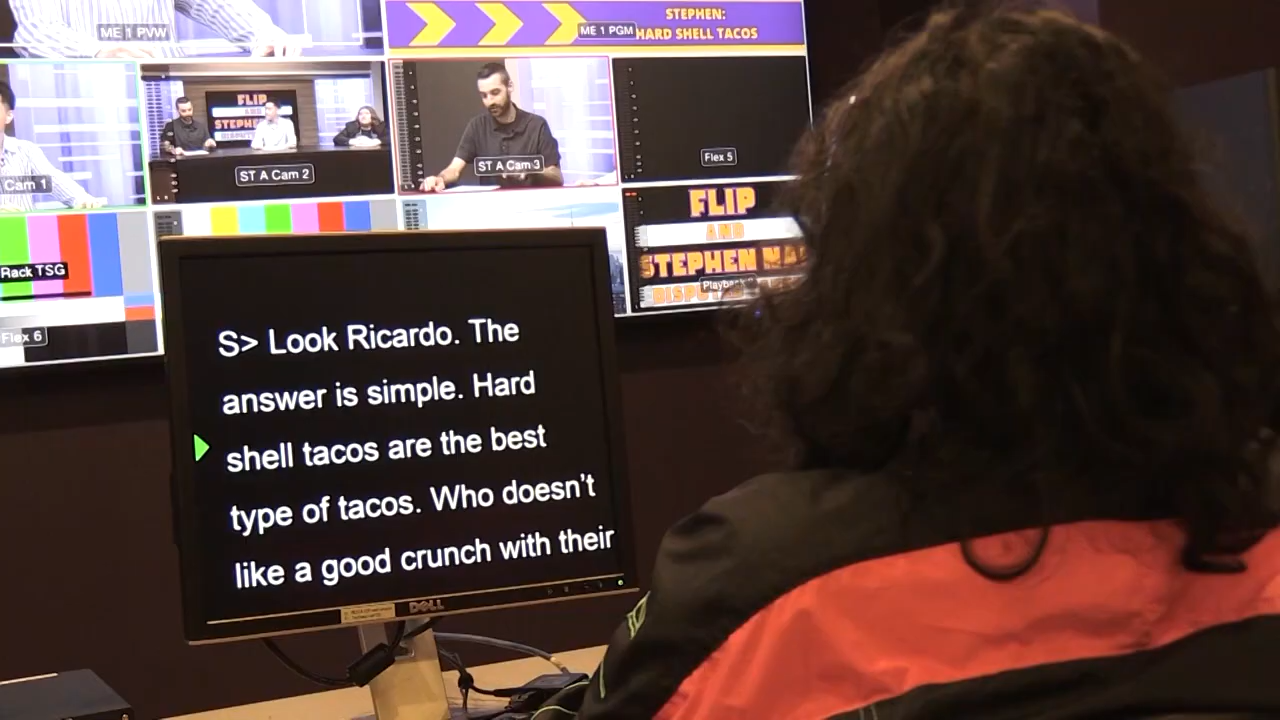 ME 1 PVW
STEPHEN:
ME 1 PGM
HARD SHELL TACOS
Cam 1
FLIP
AND
STEPHEN
ST A Cam 2
ST A Cam 3
Flex 5
FLIP
AND
STEPHEN
Rack TSG
Flex 6
S> Look Ricardo. The
answer is simple. Hard
shell tacos are the best
type of tacos. Who doesn't
like a good crunch with their
DELL